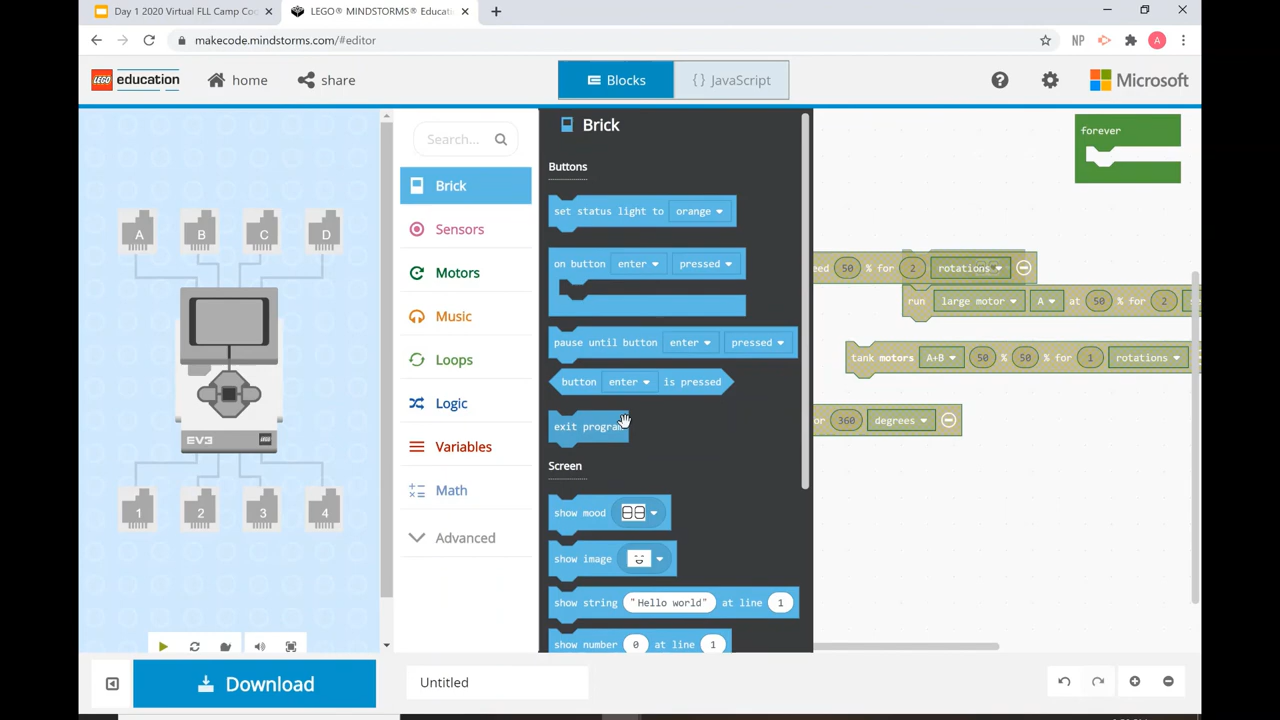 Day 1 2020 Virtual FLL Camp Coo
LEGO® MINDSTORMS® Educati
makecode.mindstorms.com/#editor
NP
A
LEGO education
home
share
Blocks
{ } JavaScript
Microsoft
A
B
C
D
EV3
1
2
3
4
Search...
Brick
Sensors
Motors
Music
Loops
Logic
Variables
Math
Advanced
Brick
Buttons
set status light to orange
on button enter pressed
pause until button enter pressed
button enter is pressed
exit program
Screen
show mood
show image
show string "Hello world" at line 1
show number 0 at line 1
forever
eed 50 % for 2 rotations
run large motor A at 50 % for 2
tank motors A+B 50 % 50 % for 1 rotations
or 360 degrees
Download
Untitled